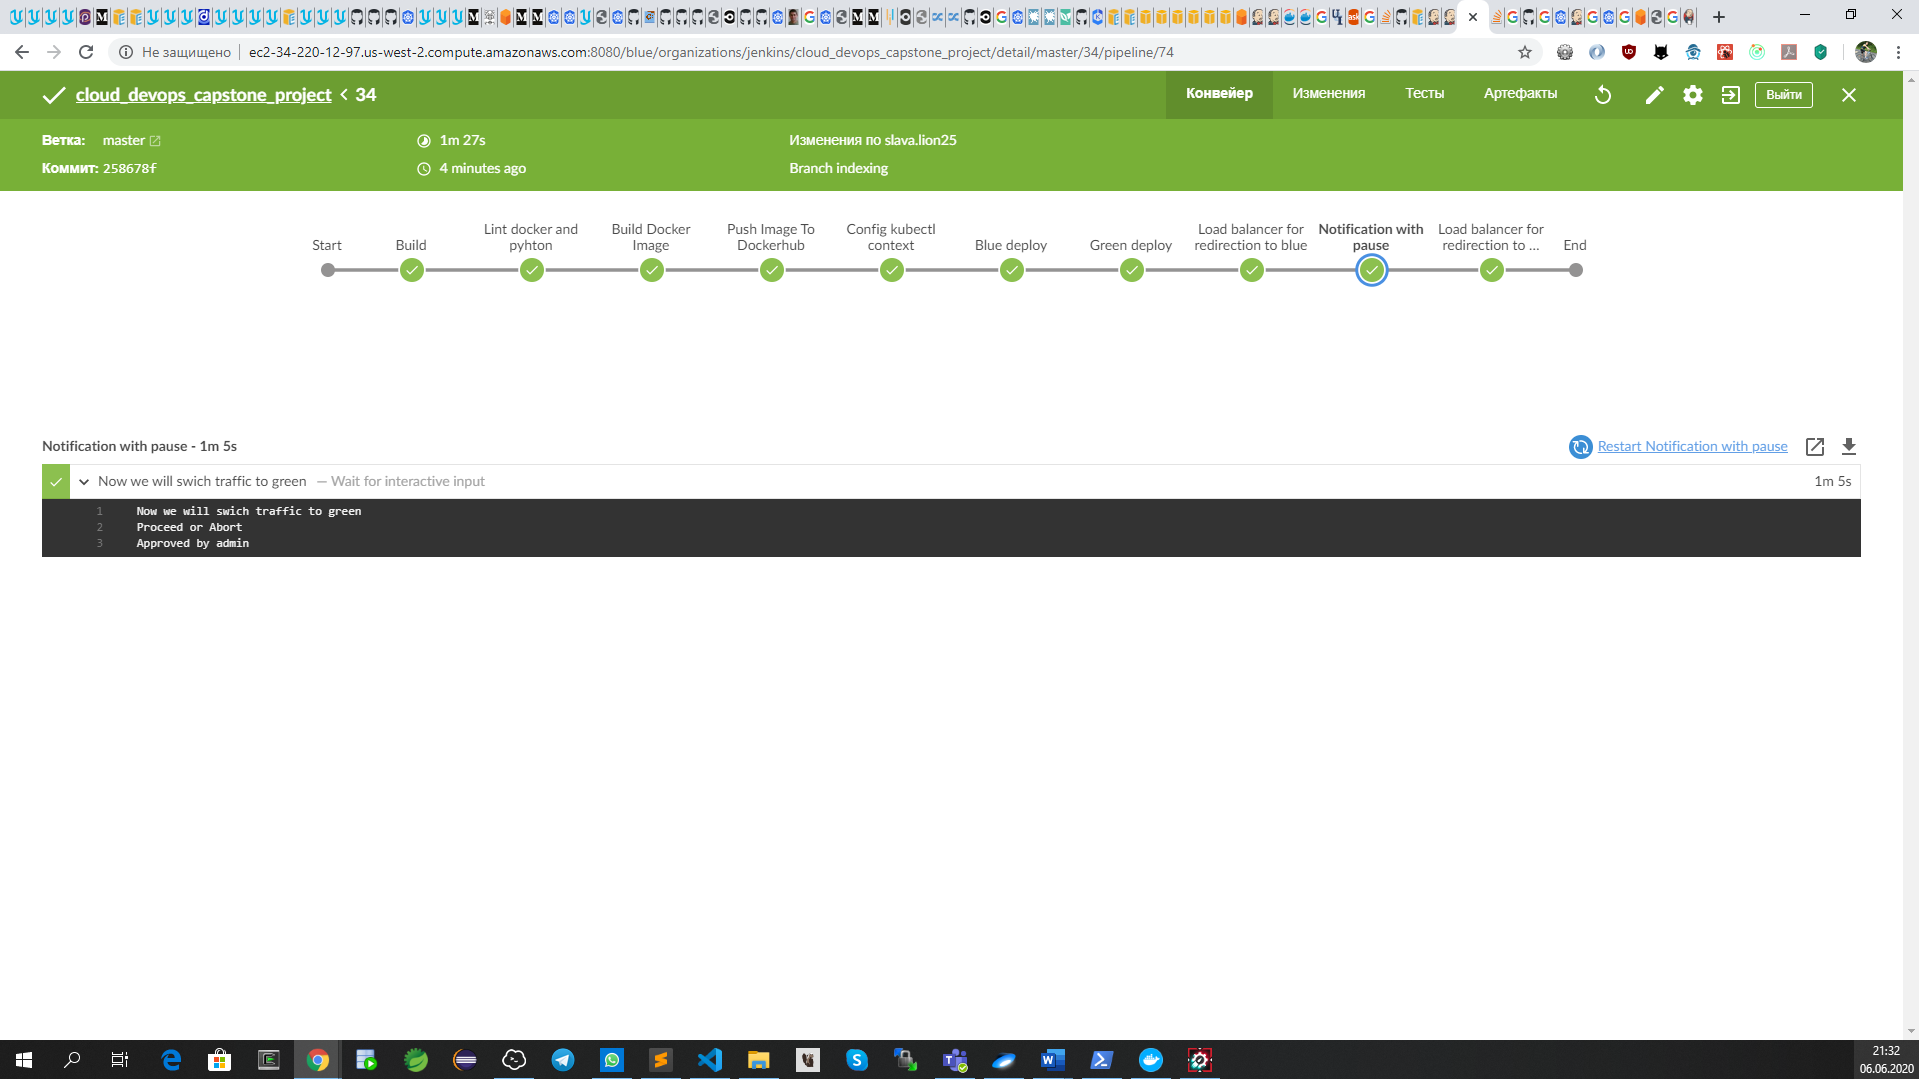 Не защищено
ec2-34-220-12-97.us-west-2.compute.amazonaws.com:8080/blue/organizations/jenkins/cloud_devops_capstone_project/detail/master/34/pipeline/74
cloud_devops_capstone_project < 34
Конвейер
Изменения
Тесты
Артефакты
Выйти
Ветка: master
1m 27s
Изменения по slava.lion25
Коммит: 258678f
4 minutes ago
Branch indexing
Start
Build
Lint docker and
pyhton
Build Docker
Image
Push Image To
Dockerhub
Config kubectl
context
Blue deploy
Green deploy
Load balancer for
redirection to blue
Notification with
pause
Load balancer for
redirection to ...
End
Notification with pause - 1m 5s
Restart Notification with pause
Now we will swich traffic to green — Wait for interactive input
1m 5s
1 Now we will swich traffic to green
2 Proceed or Abort
3 Approved by admin
21:32
06.06.2020